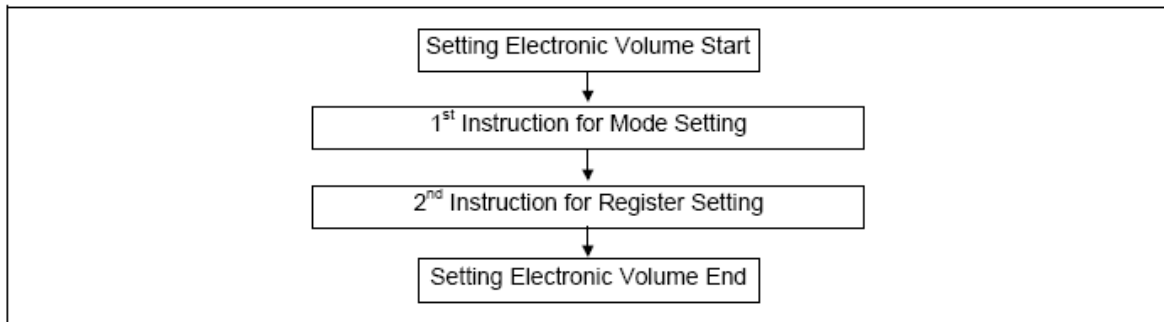 Setting Electronic Volume Start
1st Instruction for Mode Setting
2nd Instruction for Register Setting
Setting Electronic Volume End